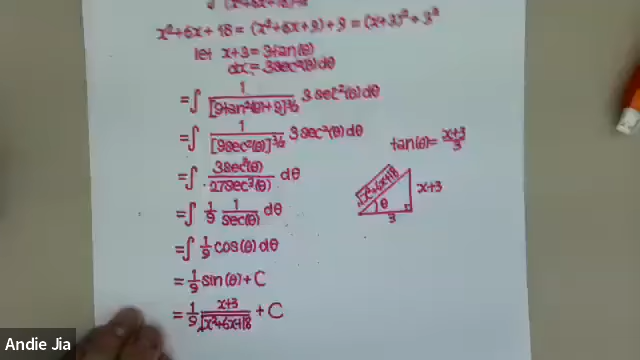 x²+6x+18 = (x²+6x+9)+9 = (x+3)²+3²
let x+3 = 3tan(θ)
dx = 3sec²(θ)dθ
=∫ 1/[9tan²(θ)+9]^3/2 3sec²(θ)dθ
=∫ 1/[9sec²(θ)]^3/2 3sec²(θ)dθ
tan(θ)= x+3/3
=∫ 3sec²(θ)/27sec³(θ) dθ
√x²+6x+18
θ
x+3
3
=∫ 1/9 1/sec(θ) dθ
=∫ 1/9 cos(θ)dθ
= 1/9 sin(θ)+C
= 1/9 x+3/√x²+6x+18 + C
Andie Jia